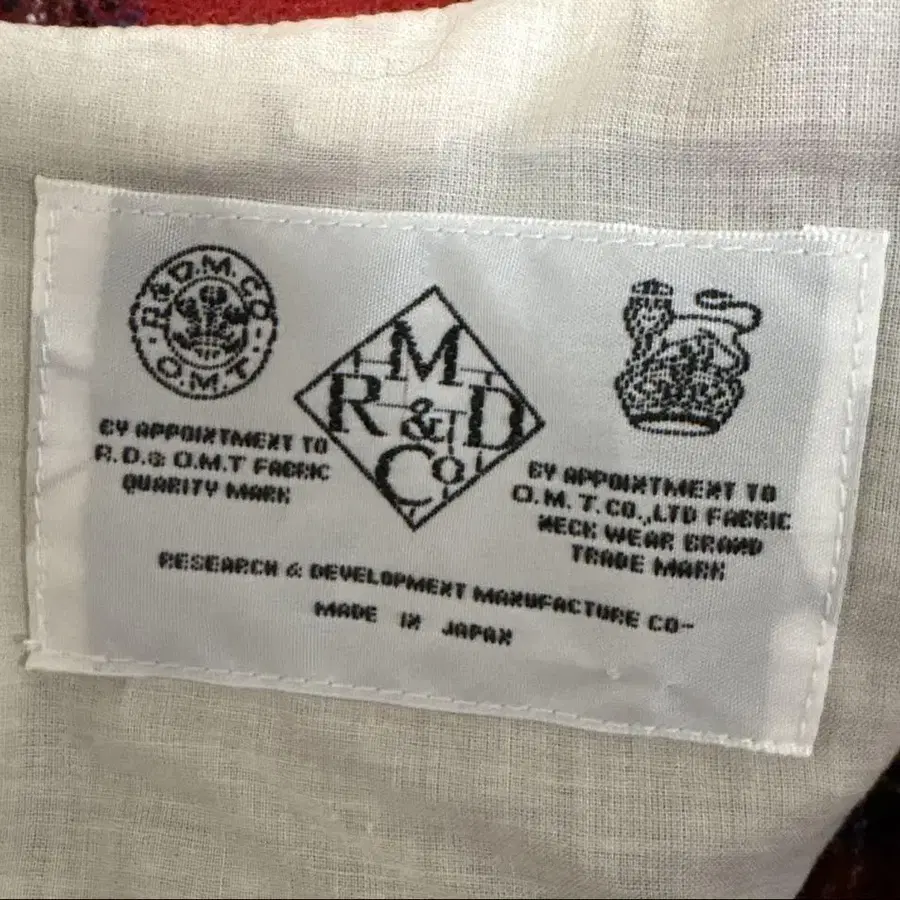 R.&D.M.CO
O.M.T.
M
R & D
Co
BY APPOINTMENT TO
R.D.& O.M.T FABRIC
QUARITY MARK
BY APPOINTMENT TO
O.M.T.CO.,LTD FABRIC
NECK WEAR BRAND
TRADE MARK
RESEARCH & DEVELOPMENT MANUFACTURE CO-
MADE IN JAPAN